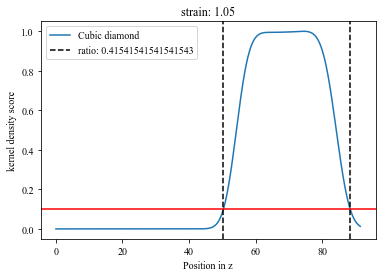 strain: 1.05
Cubic diamond
ratio: 0.41541541541541543
kernel density score
1.0
0.8
0.6
0.4
0.2
0.0
0 20 40 60 80
Position in z